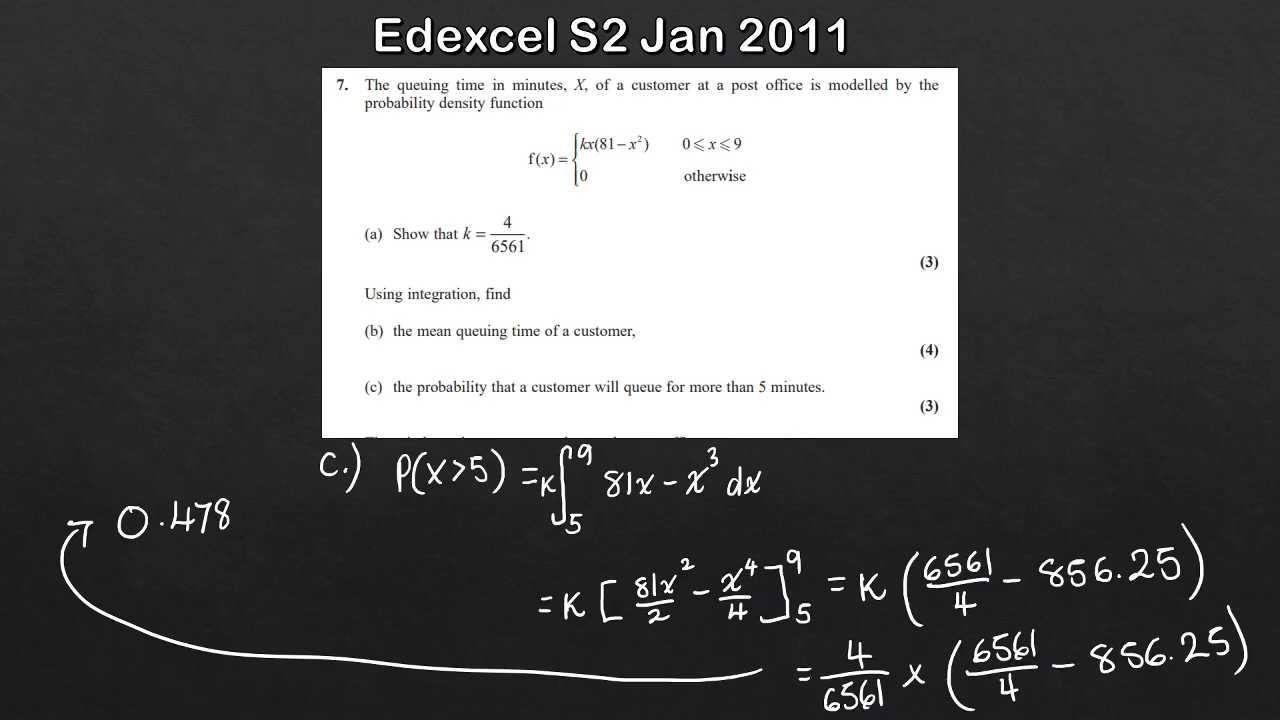 Edexcel S2 Jan 2011
7. The queuing time in minutes, X, of a customer at a post office is modelled by the
probability density function
f(x) = { kx(81 − x²) 0 ⩽ x ⩽ 9
0 otherwise
(a) Show that k = 4/6561.
(3)
Using integration, find
(b) the mean queuing time of a customer,
(4)
(c) the probability that a customer will queue for more than 5 minutes.
(3)
c.) P(X>5) = K∫₅⁹ 81x − x³ dx
0.478
= K [81x²/2 − x⁴/4]₅⁹ = K (6561/4 − 856.25)
= 4/6561 × (6561/4 − 856.25)